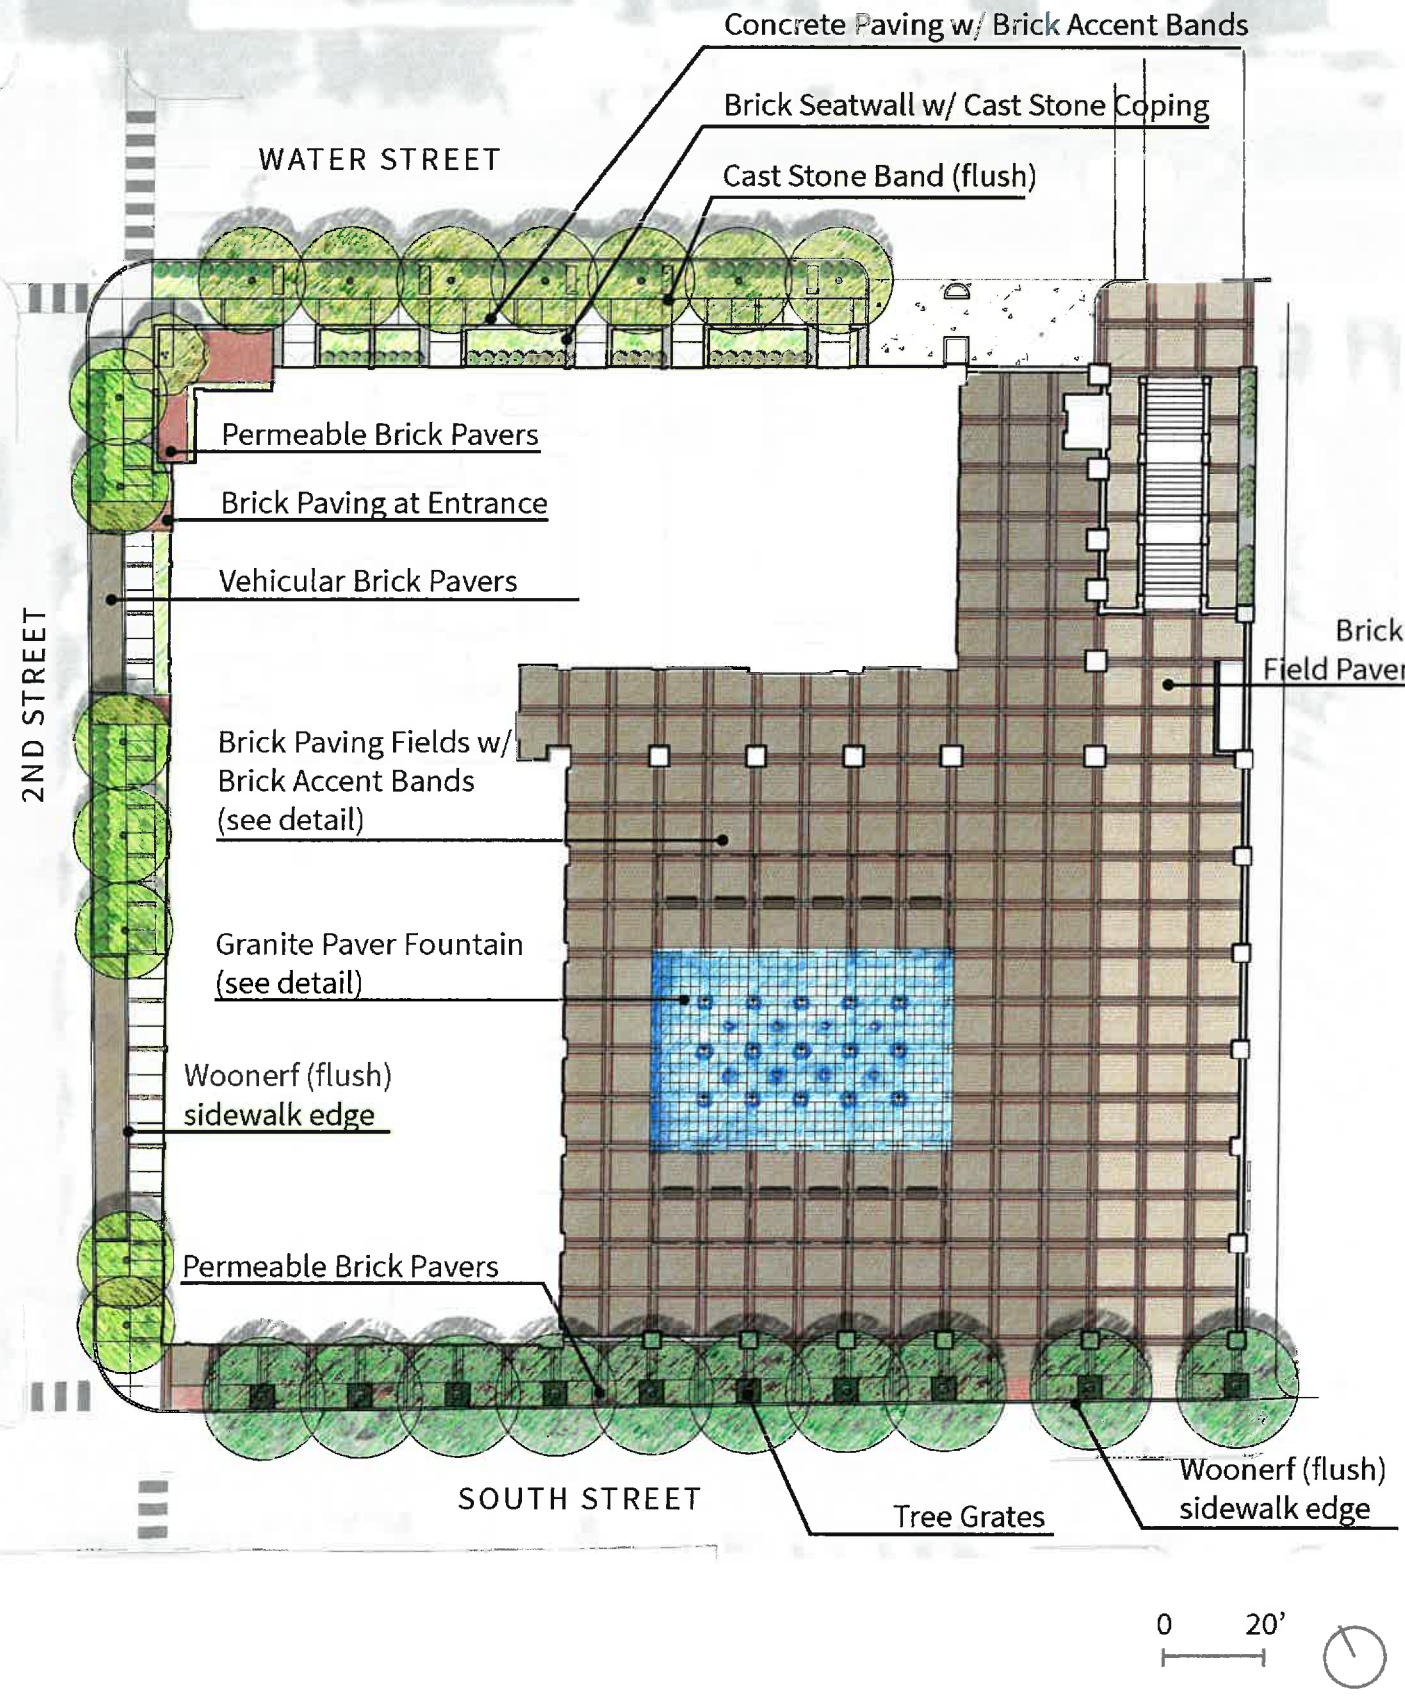 Concrete Paving w/ Brick Accent Bands
Brick Seatwall w/ Cast Stone Coping
WATER STREET
Cast Stone Band (flush)
Permeable Brick Pavers
Brick Paving at Entrance
Vehicular Brick Pavers
2ND STREET
Brick
Field Paver
Brick Paving Fields w/
Brick Accent Bands
(see detail)
Granite Paver Fountain
(see detail)
Woonerf (flush)
sidewalk edge
Permeable Brick Pavers
Woonerf (flush)
sidewalk edge
SOUTH STREET
Tree Grates
0 20’